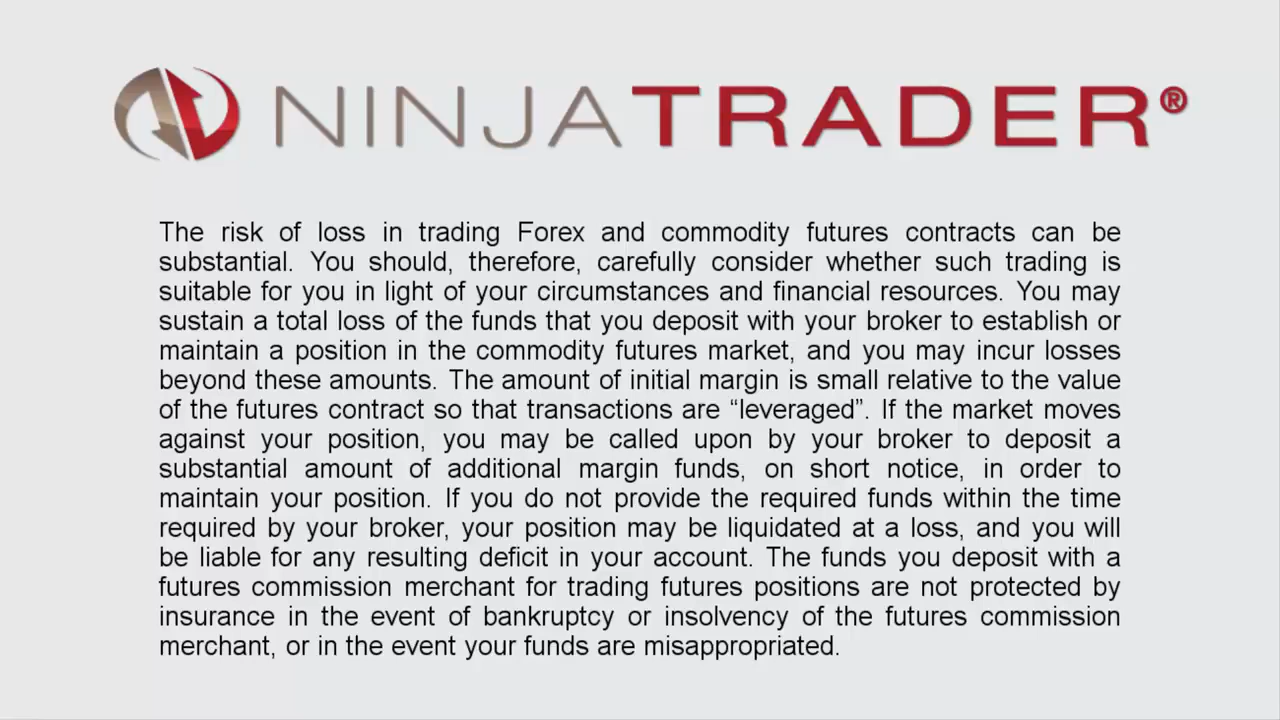 NINJATRADER®
The risk of loss in trading Forex and commodity futures contracts can be
substantial. You should, therefore, carefully consider whether such trading is
suitable for you in light of your circumstances and financial resources. You may
sustain a total loss of the funds that you deposit with your broker to establish or
maintain a position in the commodity futures market, and you may incur losses
beyond these amounts. The amount of initial margin is small relative to the value
of the futures contract so that transactions are “leveraged”. If the market moves
against your position, you may be called upon by your broker to deposit a
substantial amount of additional margin funds, on short notice, in order to
maintain your position. If you do not provide the required funds within the time
required by your broker, your position may be liquidated at a loss, and you will
be liable for any resulting deficit in your account. The funds you deposit with a
futures commission merchant for trading futures positions are not protected by
insurance in the event of bankruptcy or insolvency of the futures commission
merchant, or in the event your funds are misappropriated.